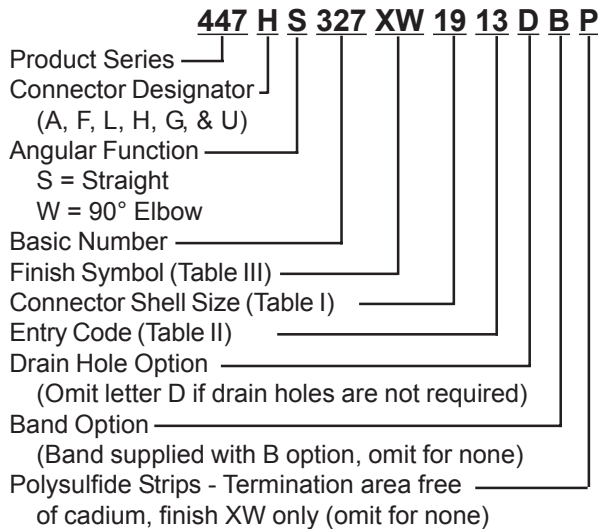 447 H S 327 XW 19 13 D B P
Product Series
Connector Designator
(A, F, L, H, G, & U)
Angular Function
S = Straight
W = 90° Elbow
Basic Number
Finish Symbol (Table III)
Connector Shell Size (Table I)
Entry Code (Table II)
Drain Hole Option
(Omit letter D if drain holes are not required)
Band Option
(Band supplied with B option, omit for none)
Polysulfide Strips - Termination area free
of cadium, finish XW only (omit for none)